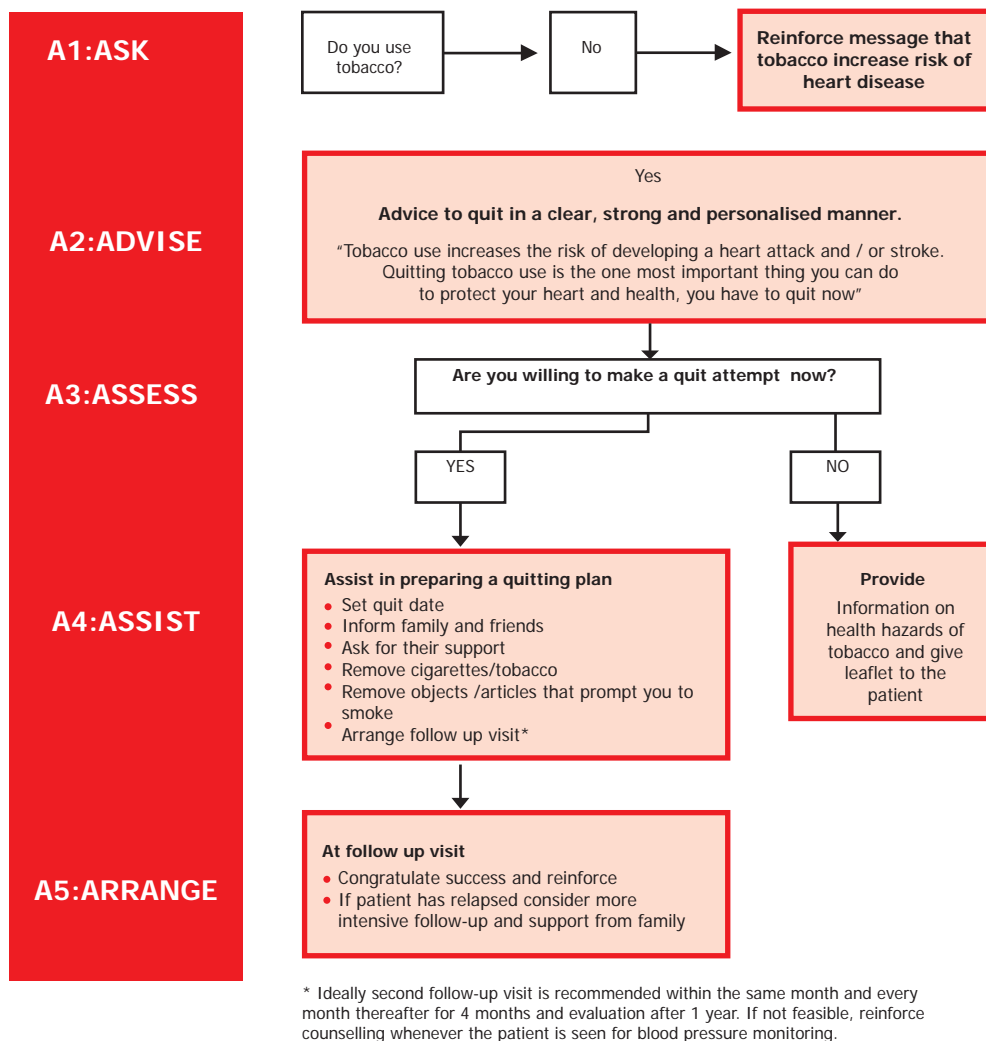 A1:ASK
Do you use
tobacco?
No
Reinforce message that
tobacco increase risk of
heart disease
A2:ADVISE
Yes
Advice to quit in a clear, strong and personalised manner.
“Tobacco use increases the risk of developing a heart attack and / or stroke.
Quitting tobacco use is the one most important thing you can do
to protect your heart and health, you have to quit now”
A3:ASSESS
Are you willing to make a quit attempt now?
YES
NO
A4:ASSIST
Assist in preparing a quitting plan
• Set quit date
• Inform family and friends
• Ask for their support
• Remove cigarettes/tobacco
• Remove objects /articles that prompt you to
smoke
• Arrange follow up visit*
Provide
Information on
health hazards of
tobacco and give
leaflet to the
patient
A5:ARRANGE
At follow up visit
• Congratulate success and reinforce
• If patient has relapsed consider more
intensive follow-up and support from family
* Ideally second follow-up visit is recommended within the same month and every
month thereafter for 4 months and evaluation after 1 year. If not feasible, reinforce
counselling whenever the patient is seen for blood pressure monitoring.